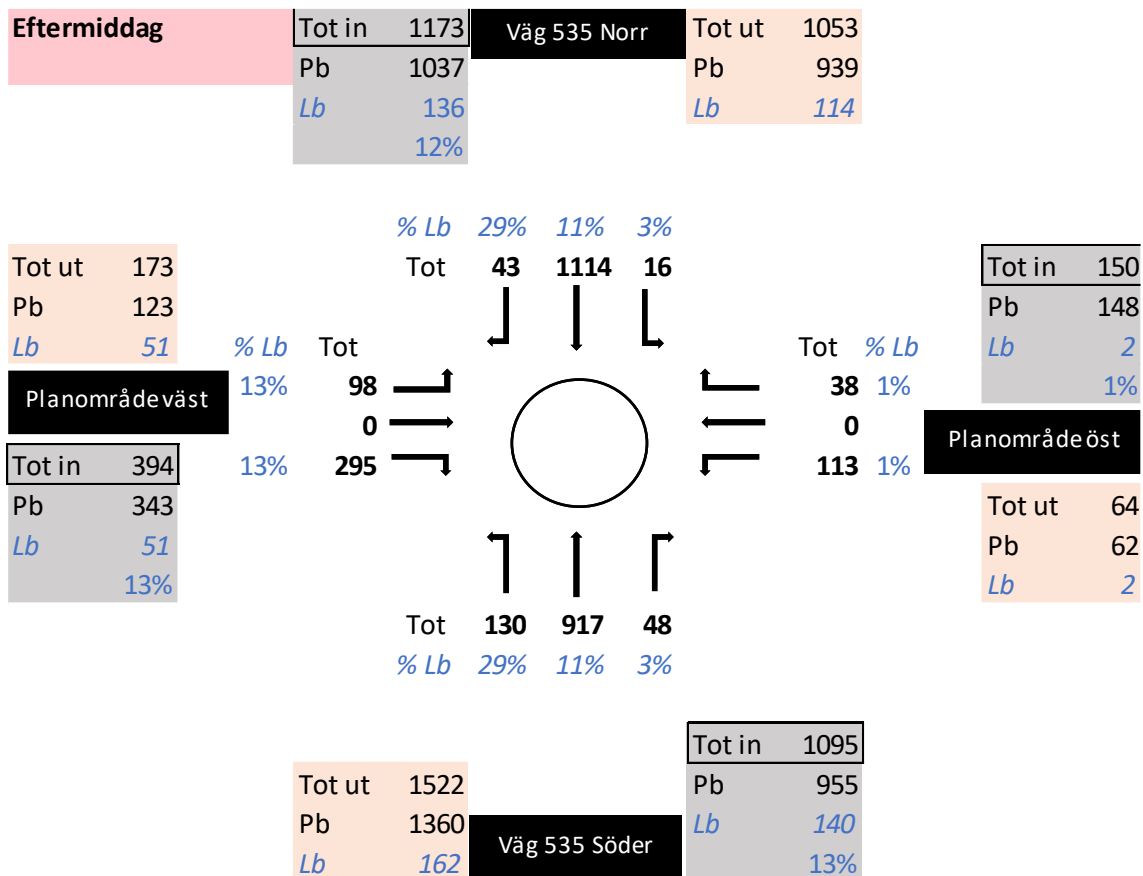 Eftermiddag
Tot in 1173
Pb 1037
Lb 136
12%
Väg 535 Norr
Tot ut 1053
Pb 939
Lb 114
% Lb 29% 11% 3%
Tot 43 1114 16
Tot ut 173
Pb 123
Lb 51
Planområde väst
Tot in 394
Pb 343
Lb 51
13%
% Lb Tot
13% 98
0
13% 295
Tot % Lb
38 1%
0
113 1%
Tot in 150
Pb 148
Lb 2
1%
Planområde öst
Tot ut 64
Pb 62
Lb 2
Tot 130 917 48
% Lb 29% 11% 3%
Tot ut 1522
Pb 1360
Lb 162
Väg 535 Söder
Tot in 1095
Pb 955
Lb 140
13%